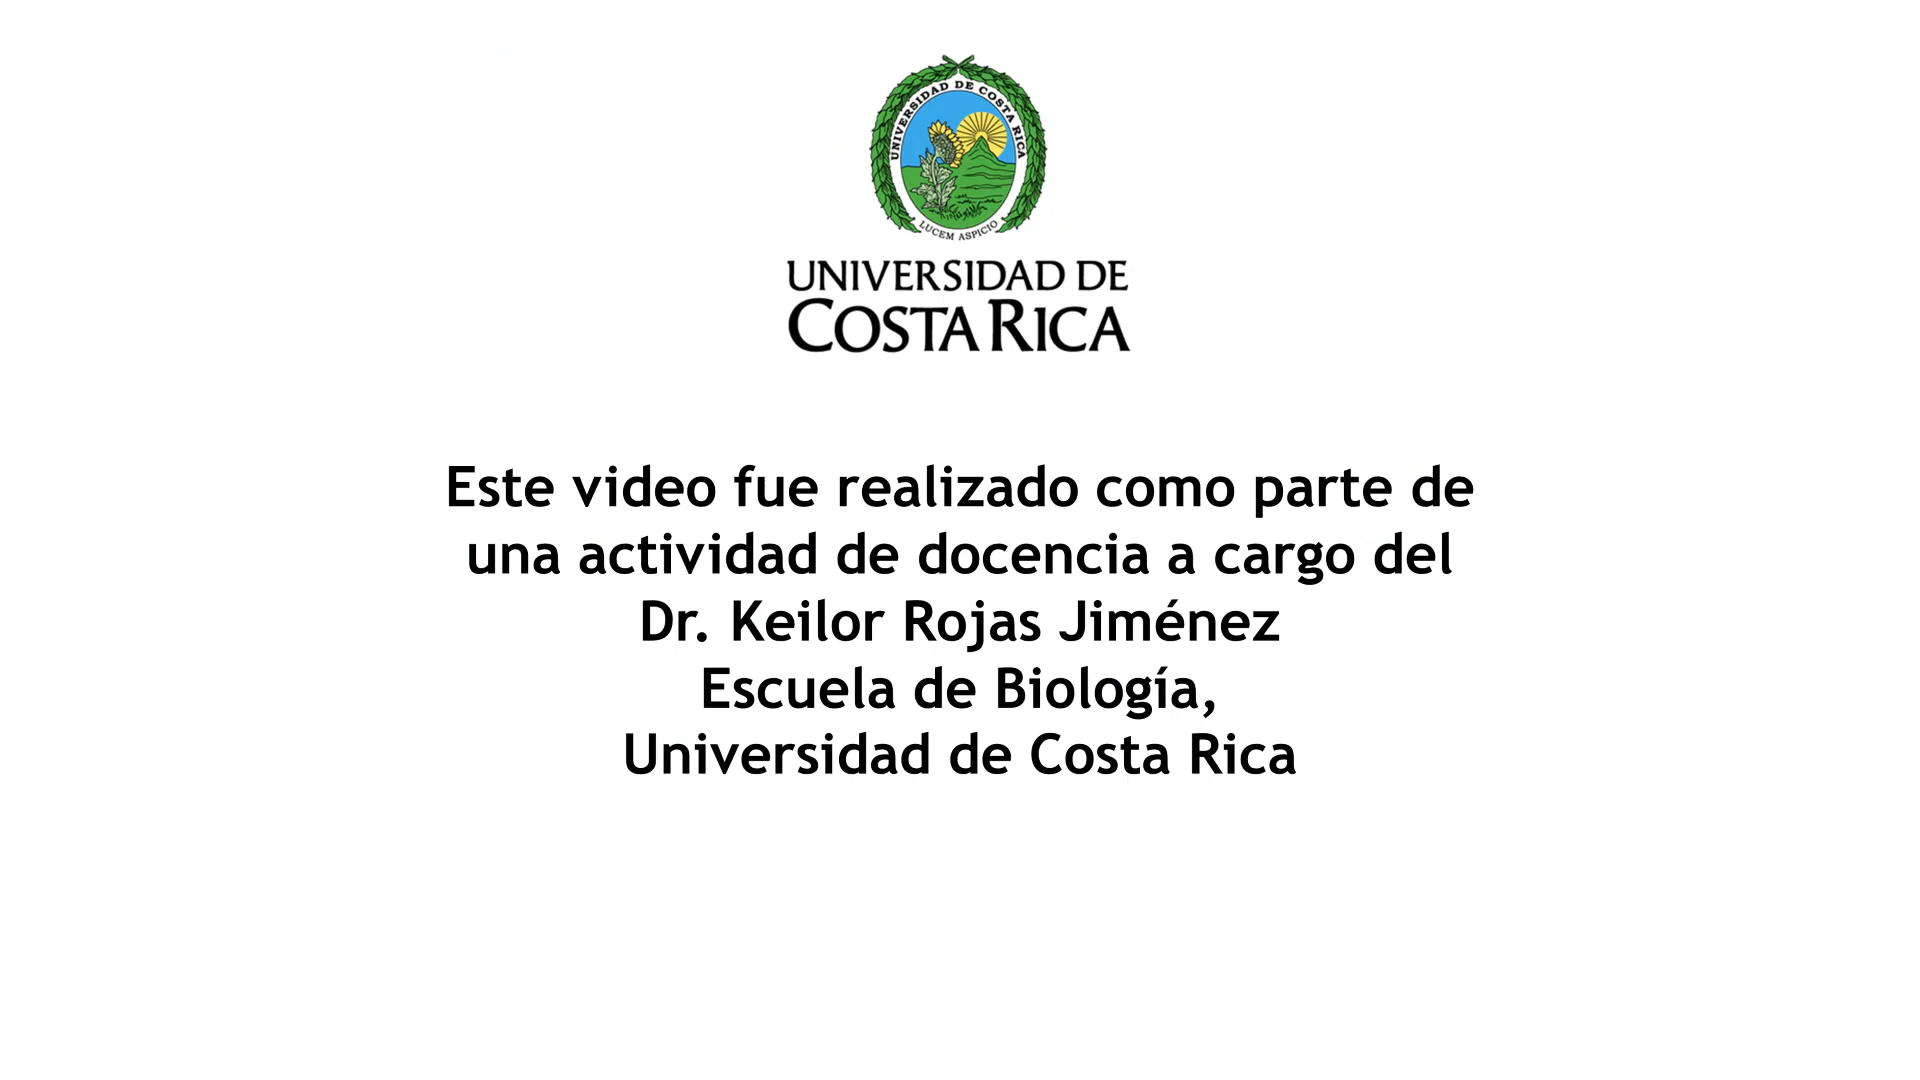 UNIVERSIDAD DE COSTA RICA
LUCEM ASPICIO
UNIVERSIDAD DE
COSTA RICA
Este video fue realizado como parte de
una actividad de docencia a cargo del
Dr. Keilor Rojas Jiménez
Escuela de Biología,
Universidad de Costa Rica